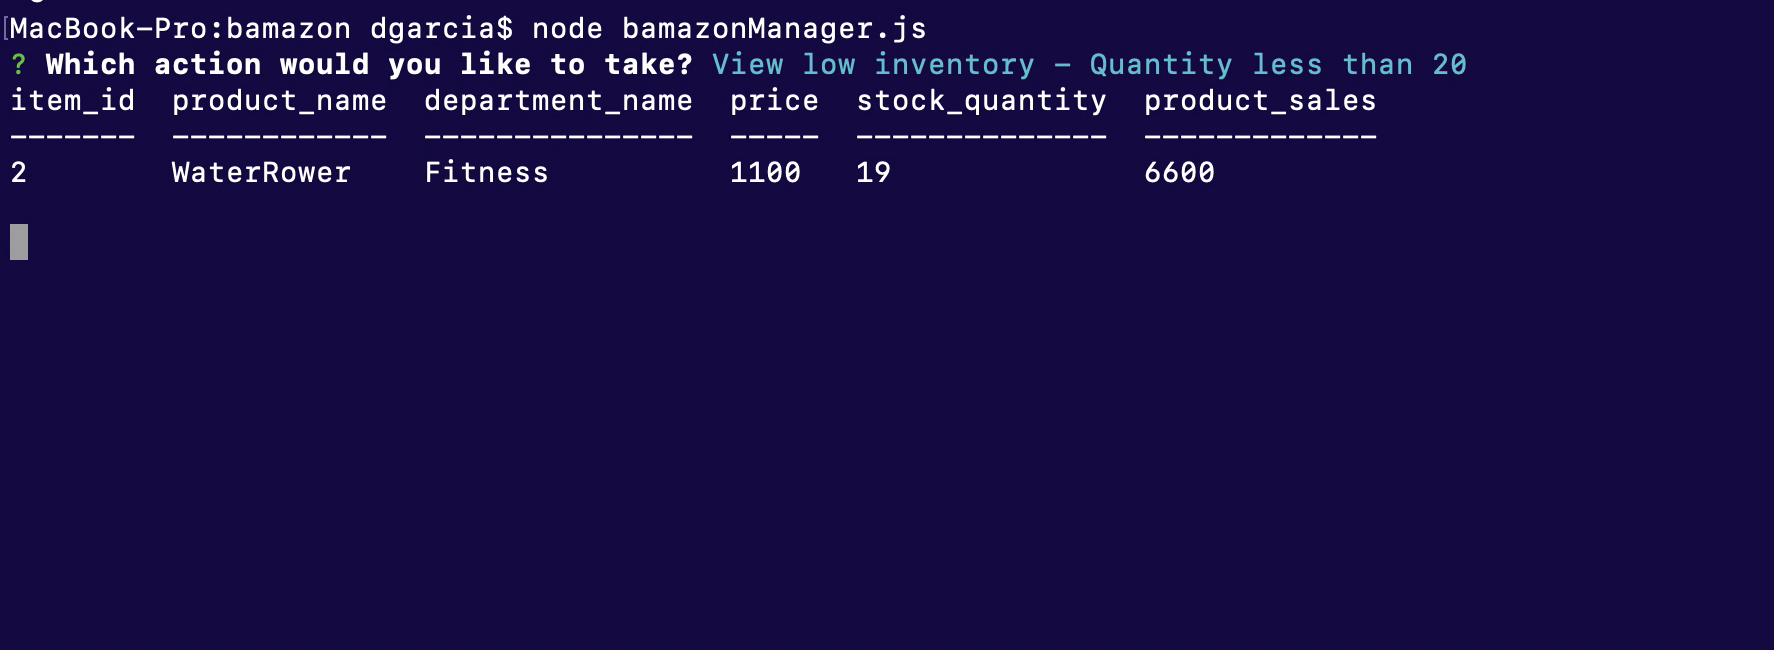 MacBook-Pro:bamazon dgarcia$ node bamazonManager.js
? Which action would you like to take? View low inventory - Quantity less than 20
item_id  product_name  department_name  price  stock_quantity  product_sales
-------  ------------  ---------------  -----  --------------  -------------
2        WaterRower    Fitness          1100   19              6600